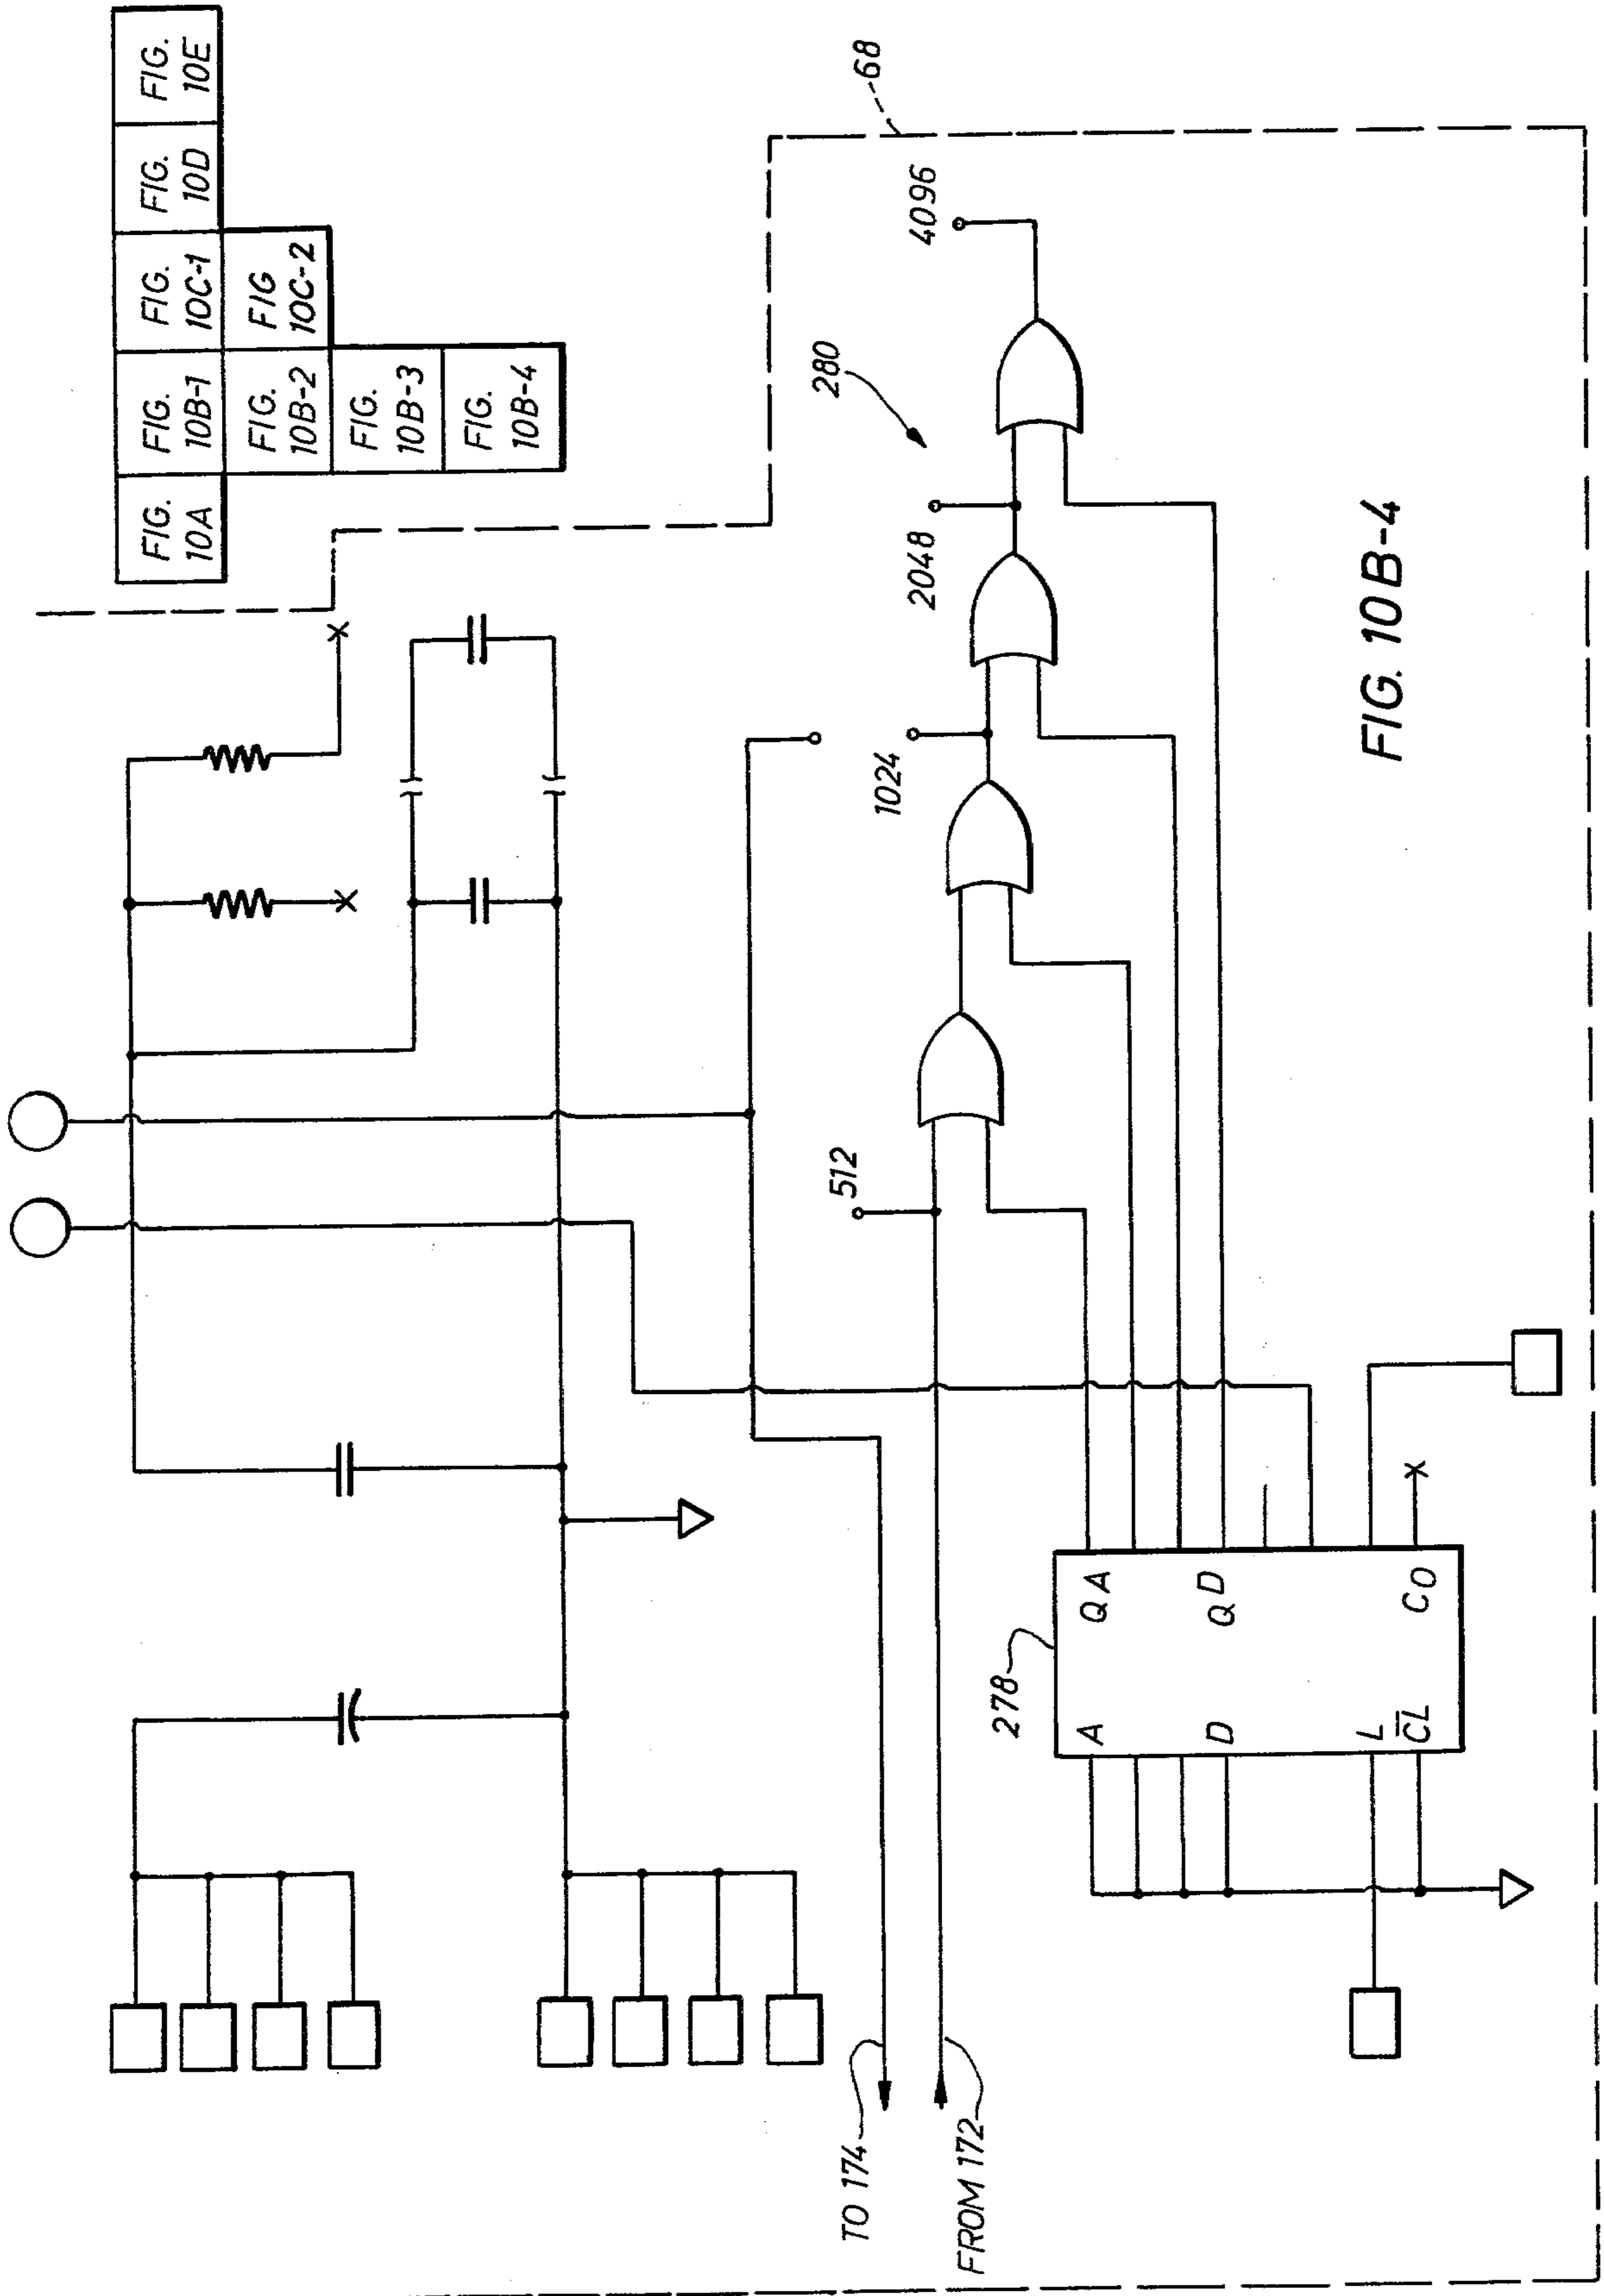 FIG.
10A
FIG.
10B-1
FIG.
10C-1
FIG.
10D
FIG.
10E
FIG.
10B-2
FIG
10C-2
FIG.
10B-3
FIG.
10B-4
68
280
4096
2048
1024
512
TO 174
FROM 172
278
A
QA
D
QD
L
C̅L̅
CO
FIG. 10B-4